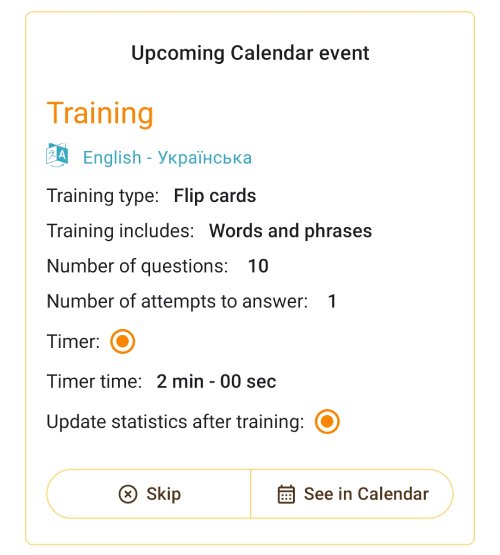 Upcoming Calendar event
Training
English - Українська
Training type: Flip cards
Training includes: Words and phrases
Number of questions: 10
Number of attempts to answer: 1
Timer:
Timer time: 2 min - 00 sec
Update statistics after training:
Skip
See in Calendar